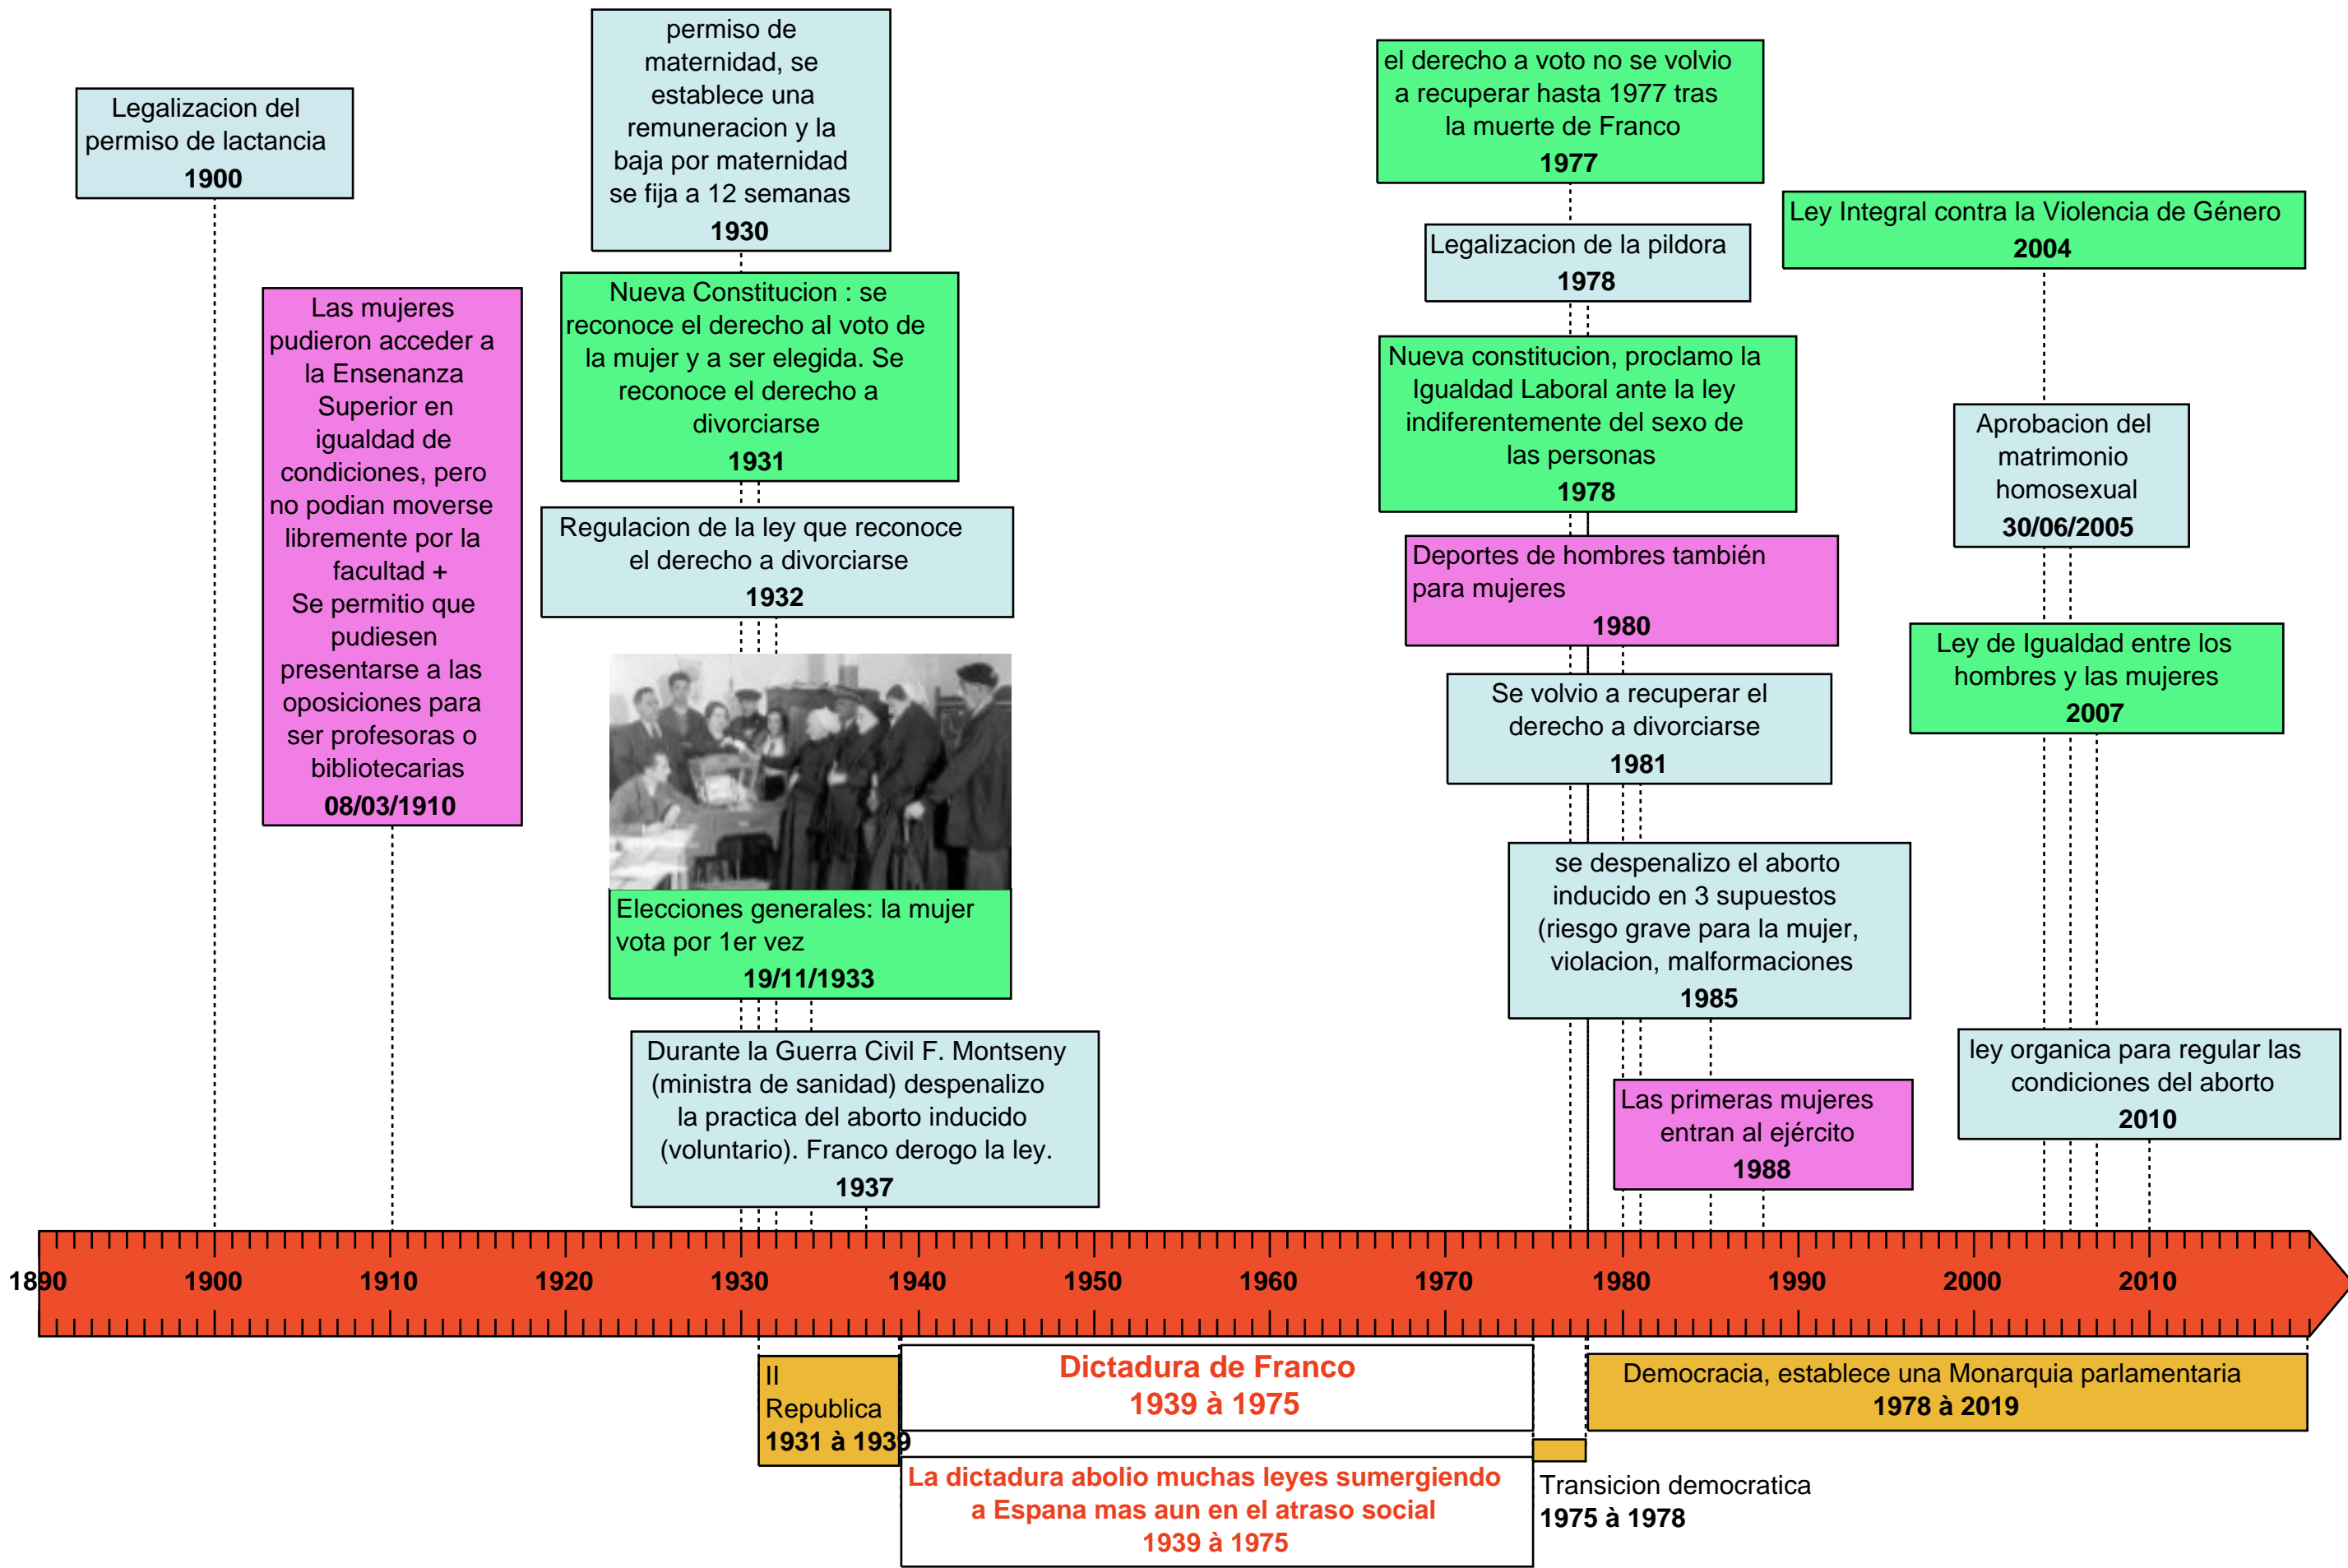 Legalizacion del
permiso de lactancia
1900
Las mujeres
pudieron acceder a
la Ensenanza
Superior en
igualdad de
condiciones, pero
no podian moverse
libremente por la
facultad +
Se permitio que
pudiesen
presentarse a las
oposiciones para
ser profesoras o
bibliotecarias
08/03/1910
permiso de
maternidad, se
establece una
remuneracion y la
baja por maternidad
se fija a 12 semanas
1930
Nueva Constitucion : se
reconoce el derecho al voto de
la mujer y a ser elegida. Se
reconoce el derecho a
divorciarse
1931
Regulacion de la ley que reconoce
el derecho a divorciarse
1932
Elecciones generales: la mujer
vota por 1er vez
19/11/1933
Durante la Guerra Civil F. Montseny
(ministra de sanidad) despenalizo
la practica del aborto inducido
(voluntario). Franco derogo la ley.
1937
el derecho a voto no se volvio
a recuperar hasta 1977 tras
la muerte de Franco
1977
Legalizacion de la pildora
1978
Nueva constitucion, proclamo la
Igualdad Laboral ante la ley
indiferentemente del sexo de
las personas
1978
Deportes de hombres también
para mujeres
1980
Se volvio a recuperar el
derecho a divorciarse
1981
se despenalizo el aborto
inducido en 3 supuestos
(riesgo grave para la mujer,
violacion, malformaciones
1985
Las primeras mujeres
entran al ejército
1988
Ley Integral contra la Violencia de Género
2004
Aprobacion del
matrimonio
homosexual
30/06/2005
Ley de Igualdad entre los
hombres y las mujeres
2007
ley organica para regular las
condiciones del aborto
2010
1890 1900 1910 1920 1930 1940 1950 1960 1970 1980 1990 2000 2010
II
Republica
1931 à 1939
Dictadura de Franco
1939 à 1975
La dictadura abolio muchas leyes sumergiendo
a Espana mas aun en el atraso social
1939 à 1975
Transicion democratica
1975 à 1978
Democracia, establece una Monarquia parlamentaria
1978 à 2019